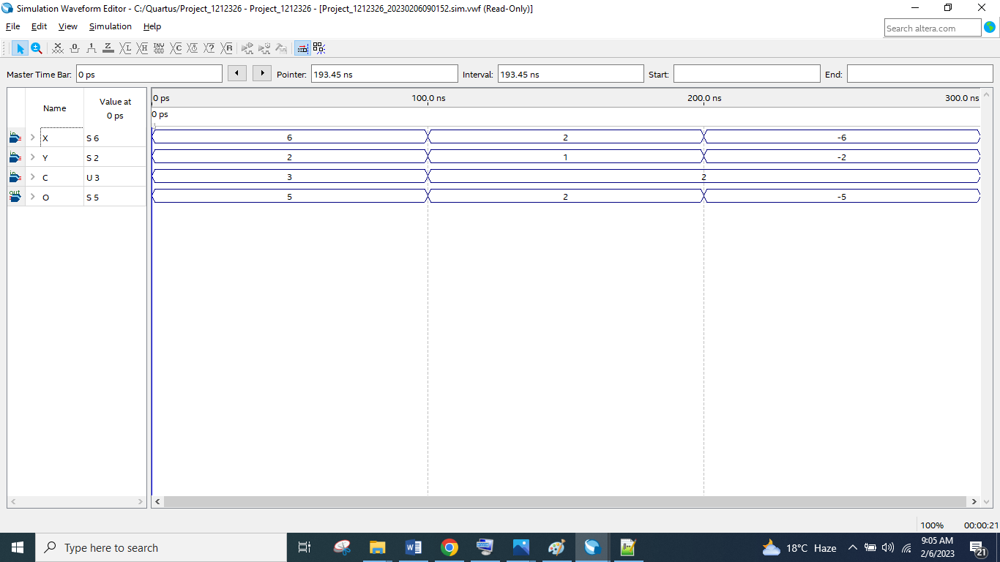 Simulation Waveform Editor - C:/Quartus/Project_1212326 - Project_1212326 - [Project_1212326_20230206090152.sim.vwf (Read-Only)]
File Edit View Simulation Help
Search altera.com
Master Time Bar: 0 ps Pointer: 193.45 ns Interval: 193.45 ns Start: End:
Name Value at 0 ps
0 ps 100.0 ns 200.0 ns 300.0 ns
0 ps
X S 6 6 2 -6
Y S 2 2 1 -2
C U 3 3 2
O S 5 5 2 -5
100% 00:00:21
Type here to search
18°C Haze
9:05 AM
2/6/2023
21